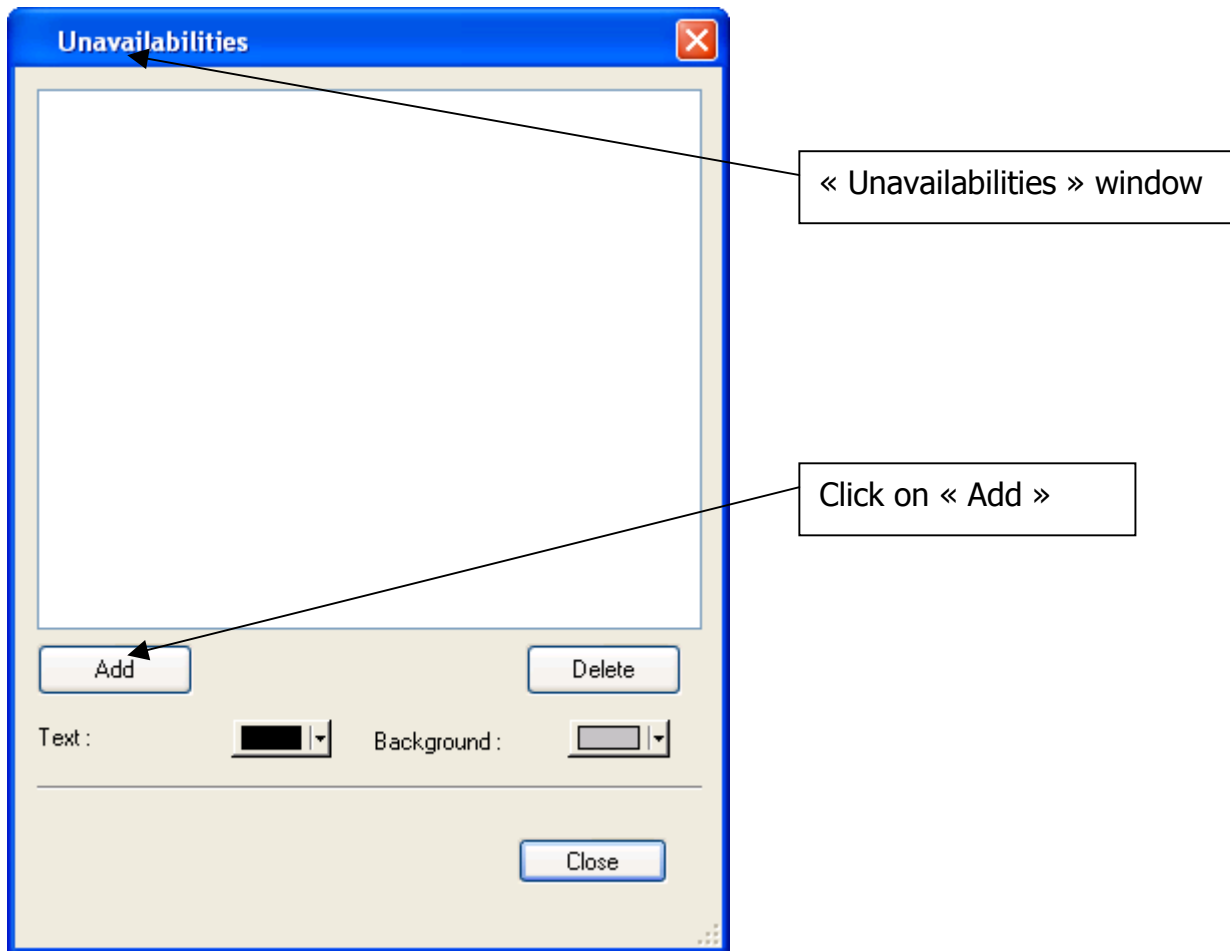 Unavailabilities
« Unavailabilities » window
Click on « Add »
Add Delete
Text : Background :
Close